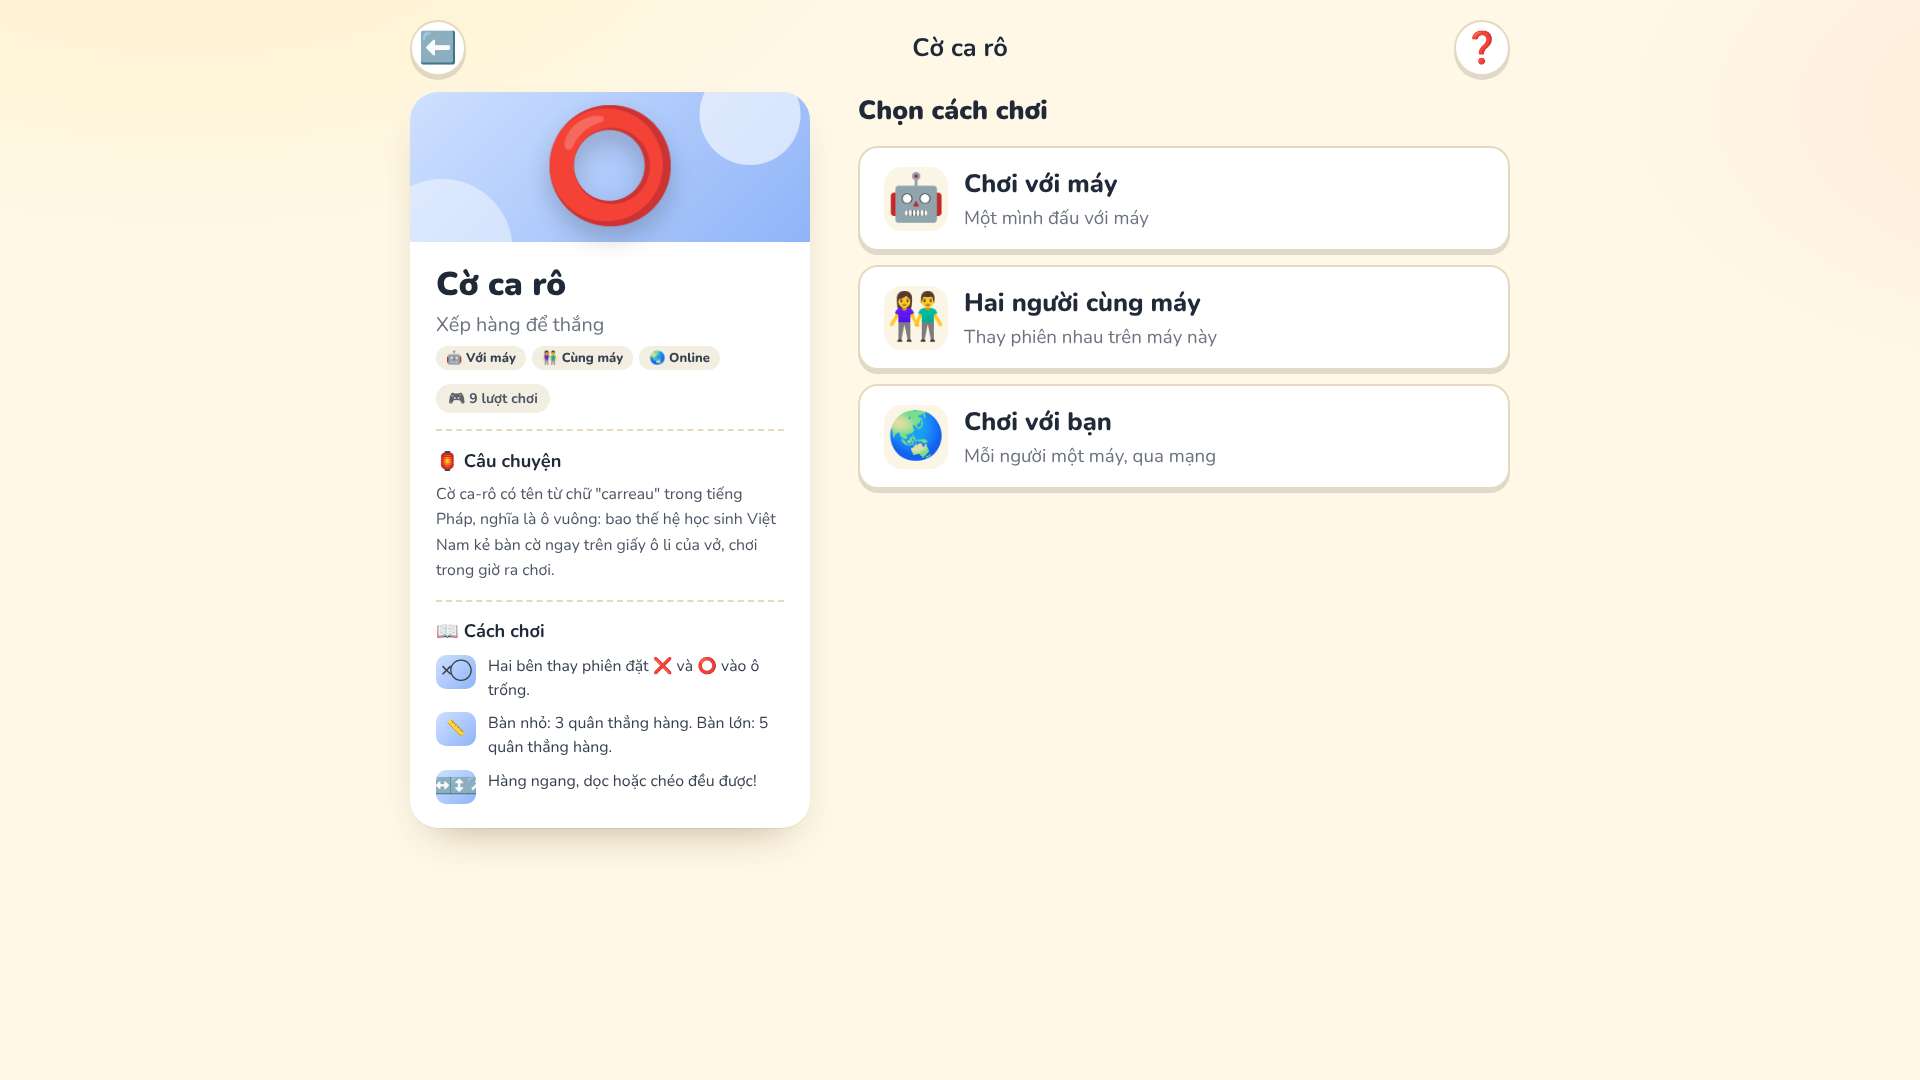 Cờ ca rô
Cờ ca rô
Xếp hàng để thắng
Với máy
Cùng máy
Online
9 lượt chơi
Câu chuyện
Cờ ca-rô có tên từ chữ "carreau" trong tiếng
Pháp, nghĩa là ô vuông: bao thế hệ học sinh Việt
Nam kẻ bàn cờ ngay trên giấy ô li của vở, chơi
trong giờ ra chơi.
Cách chơi
Hai bên thay phiên đặt ❌ và ⭕ vào ô
trống.
Bàn nhỏ: 3 quân thẳng hàng. Bàn lớn: 5
quân thẳng hàng.
Hàng ngang, dọc hoặc chéo đều được!
Chọn cách chơi
Chơi với máy
Một mình đấu với máy
Hai người cùng máy
Thay phiên nhau trên máy này
Chơi với bạn
Mỗi người một máy, qua mạng